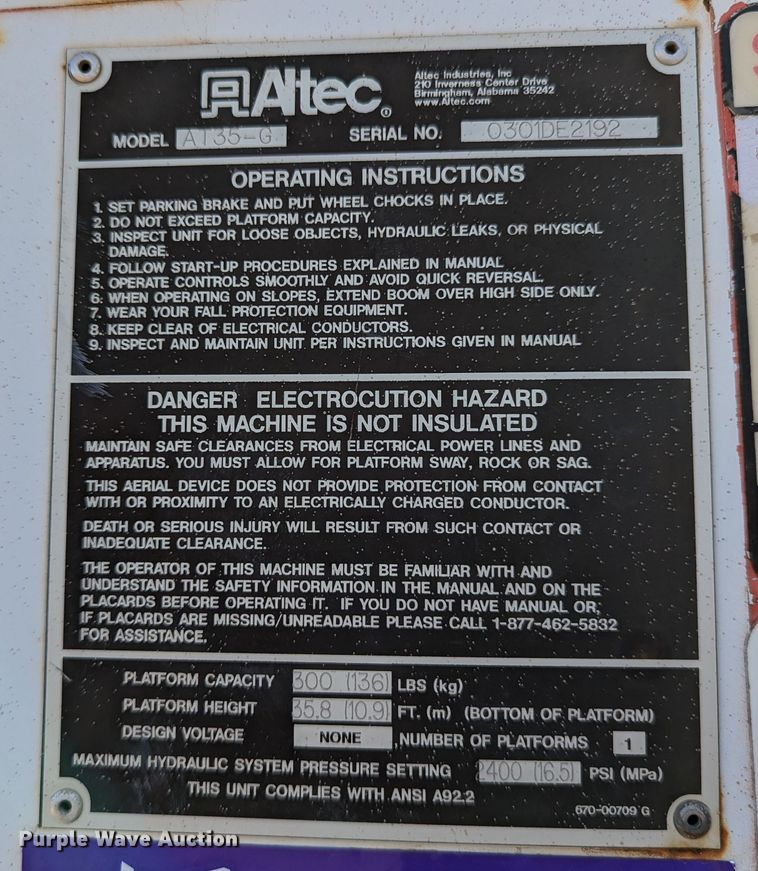 Altec
Altec Industries, Inc
210 Inverness Center Drive
Birmingham, Alabama 35242
www.Altec.com
MODEL AT35-G SERIAL NO. 0301DE2192
OPERATING INSTRUCTIONS
1. SET PARKING BRAKE AND PUT WHEEL CHOCKS IN PLACE.
2. DO NOT EXCEED PLATFORM CAPACITY.
3. INSPECT UNIT FOR LOOSE OBJECTS, HYDRAULIC LEAKS, OR PHYSICAL
DAMAGE.
4. FOLLOW START-UP PROCEDURES EXPLAINED IN MANUAL
5. OPERATE CONTROLS SMOOTHLY AND AVOID QUICK REVERSAL.
6. WHEN OPERATING ON SLOPES, EXTEND BOOM OVER HIGH SIDE ONLY.
7. WEAR YOUR FALL PROTECTION EQUIPMENT.
8. KEEP CLEAR OF ELECTRICAL CONDUCTORS.
9. INSPECT AND MAINTAIN UNIT PER INSTRUCTIONS GIVEN IN MANUAL
DANGER ELECTROCUTION HAZARD
THIS MACHINE IS NOT INSULATED
MAINTAIN SAFE CLEARANCES FROM ELECTRICAL POWER LINES AND
APPARATUS. YOU MUST ALLOW FOR PLATFORM SWAY, ROCK OR SAG.
THIS AERIAL DEVICE DOES NOT PROVIDE PROTECTION FROM CONTACT
WITH OR PROXIMITY TO AN ELECTRICALLY CHARGED CONDUCTOR.
DEATH OR SERIOUS INJURY WILL RESULT FROM SUCH CONTACT OR
INADEQUATE CLEARANCE.
THE OPERATOR OF THIS MACHINE MUST BE FAMILIAR WITH AND
UNDERSTAND THE SAFETY INFORMATION IN THE MANUAL AND ON THE
PLACARDS BEFORE OPERATING IT. IF YOU DO NOT HAVE MANUAL OR,
IF PLACARDS ARE MISSING/UNREADABLE PLEASE CALL 1-877-462-5832
FOR ASSISTANCE.
PLATFORM CAPACITY 300 (136) LBS (kg)
PLATFORM HEIGHT 35.8 (10.9) FT. (m) (BOTTOM OF PLATFORM)
DESIGN VOLTAGE NONE NUMBER OF PLATFORMS 1
MAXIMUM HYDRAULIC SYSTEM PRESSURE SETTING 2400 (16.5) PSI (MPa)
THIS UNIT COMPLIES WITH ANSI A92.2
670-00709 G
Purple Wave Auction